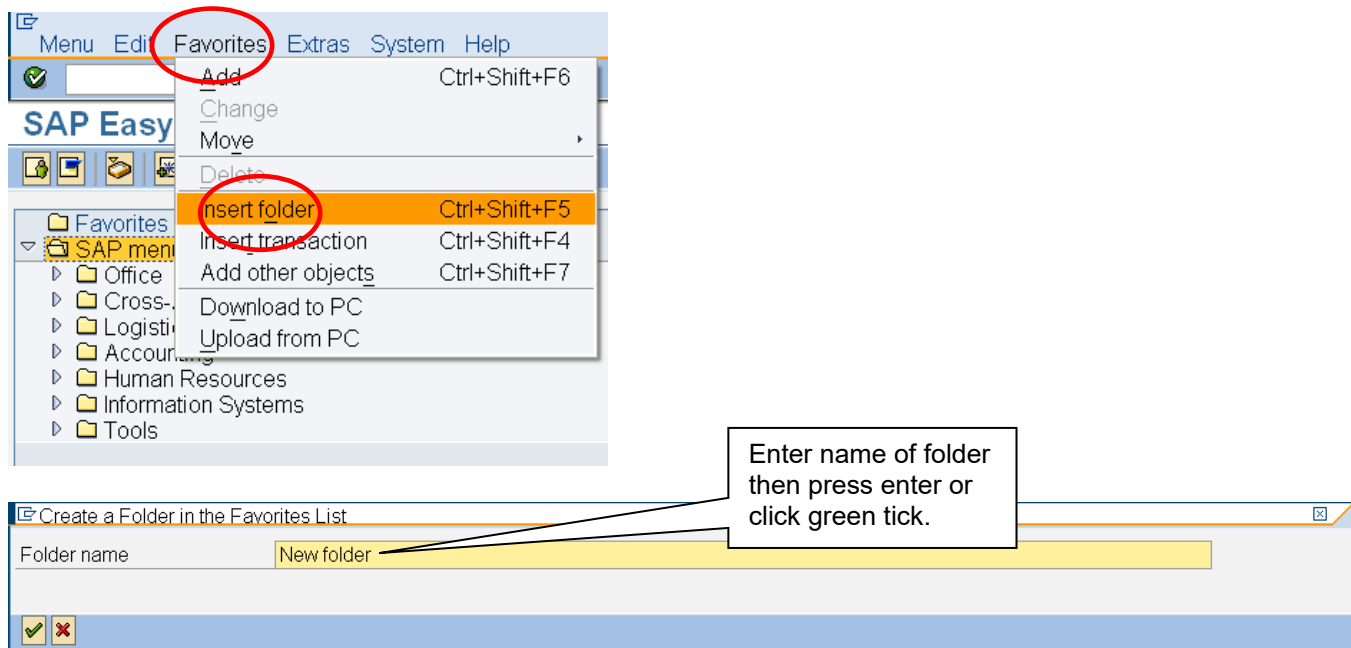 Menu Edit Favorites Extras System Help
Add Ctrl+Shift+F6
Change
SAP Easy
Move
Delete
Insert folder Ctrl+Shift+F5
Favorites
Insert transaction Ctrl+Shift+F4
SAP menu
Add other objects Ctrl+Shift+F7
Office
Download to PC
Cross-
Upload from PC
Logisti
Accounting
Human Resources
Information Systems
Tools
Enter name of folder
then press enter or
click green tick.
Create a Folder in the Favorites List
Folder name New folder